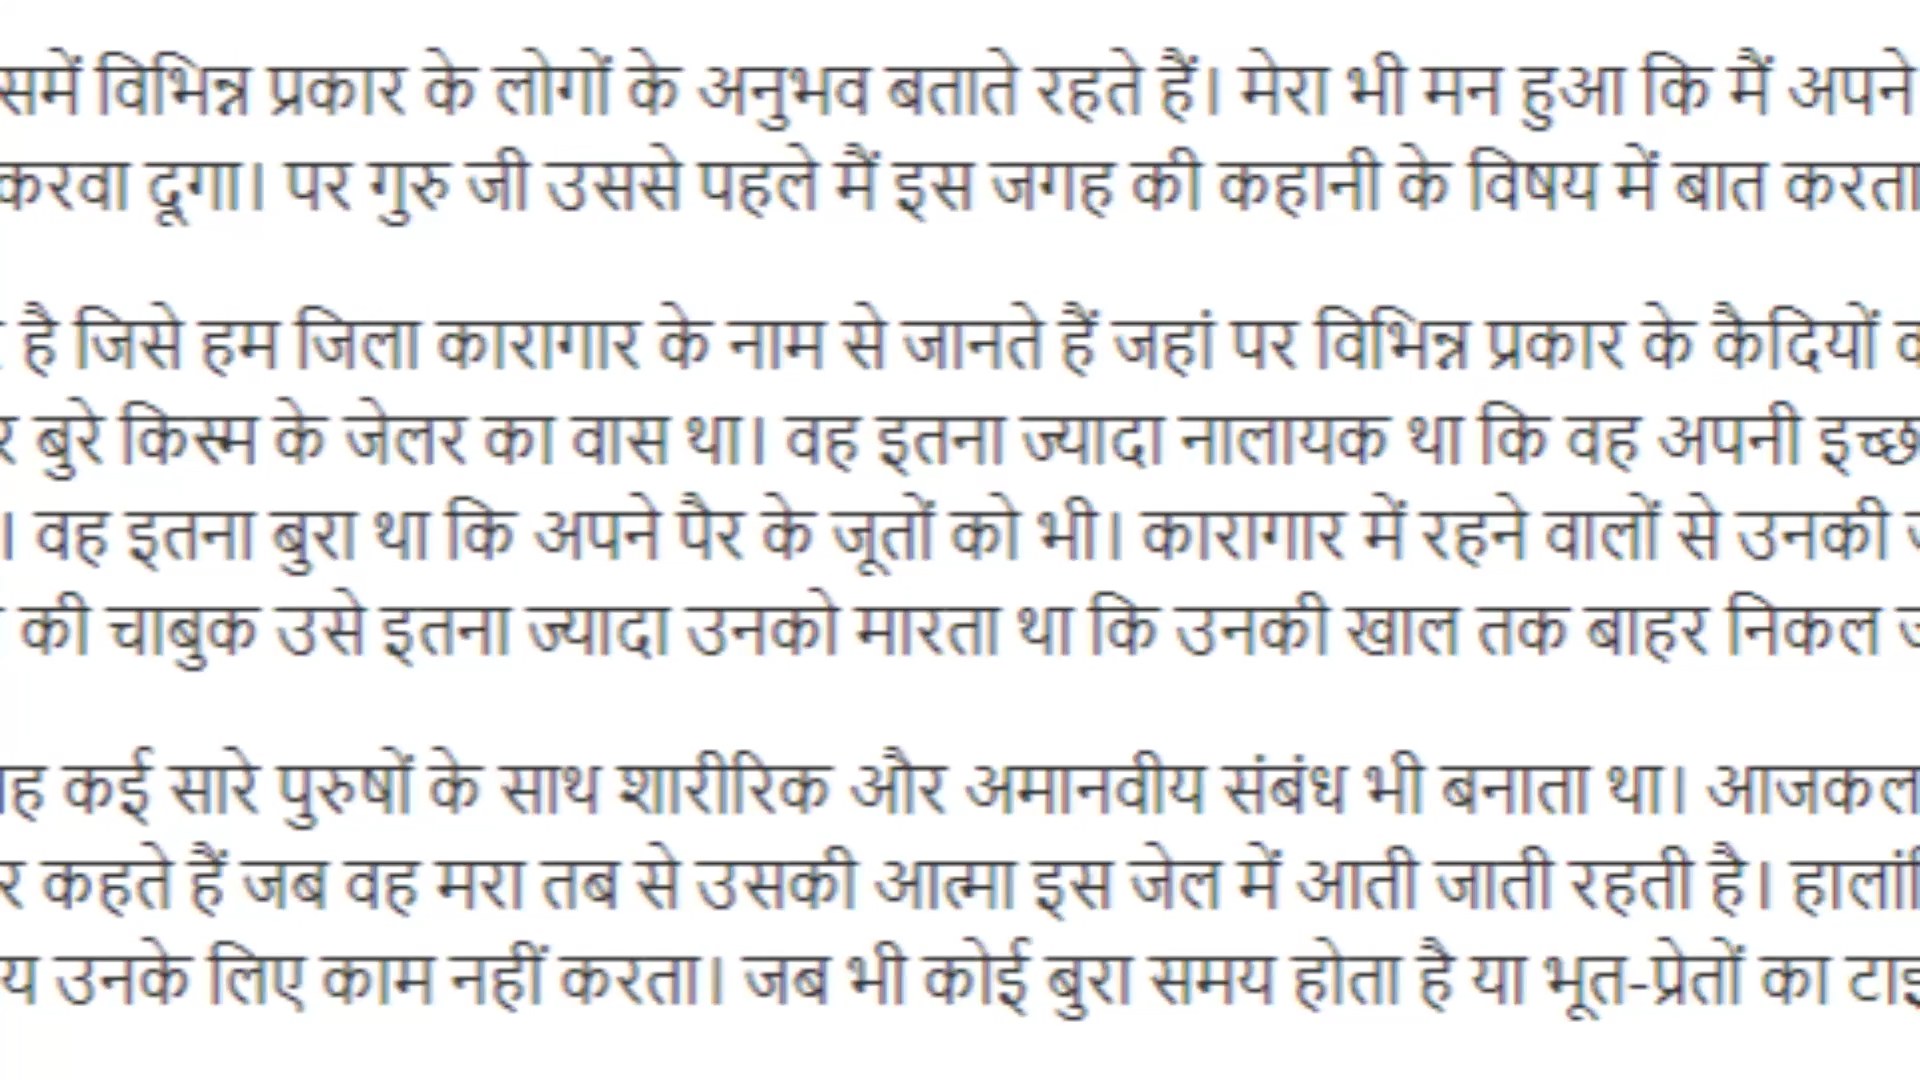 समें विभिन्न प्रकार के लोगों के अनुभव बताते रहते हैं। मेरा भी मन हुआ कि मैं अपने
करवा दूगा। पर गुरु जी उससे पहले मैं इस जगह की कहानी के विषय में बात करता
है जिसे हम जिला कारागार के नाम से जानते हैं जहां पर विभिन्न प्रकार के कैदियों
र बुरे किस्म के जेलर का वास था। वह इतना ज्यादा नालायक था कि वह अपनी इच्छ
। वह इतना बुरा था कि अपने पैर के जूतों को भी। कारागार में रहने वालों से उनकी
की चाबुक उसे इतना ज्यादा उनको मारता था कि उनकी खाल तक बाहर निकल
ह कई सारे पुरुषों के साथ शारीरिक और अमानवीय संबंध भी बनाता था। आजकल
र कहते हैं जब वह मरा तब से उसकी आत्मा इस जेल में आती जाती रहती है। हालां
य उनके लिए काम नहीं करता। जब भी कोई बुरा समय होता है या भूत-प्रेतों का टाइ